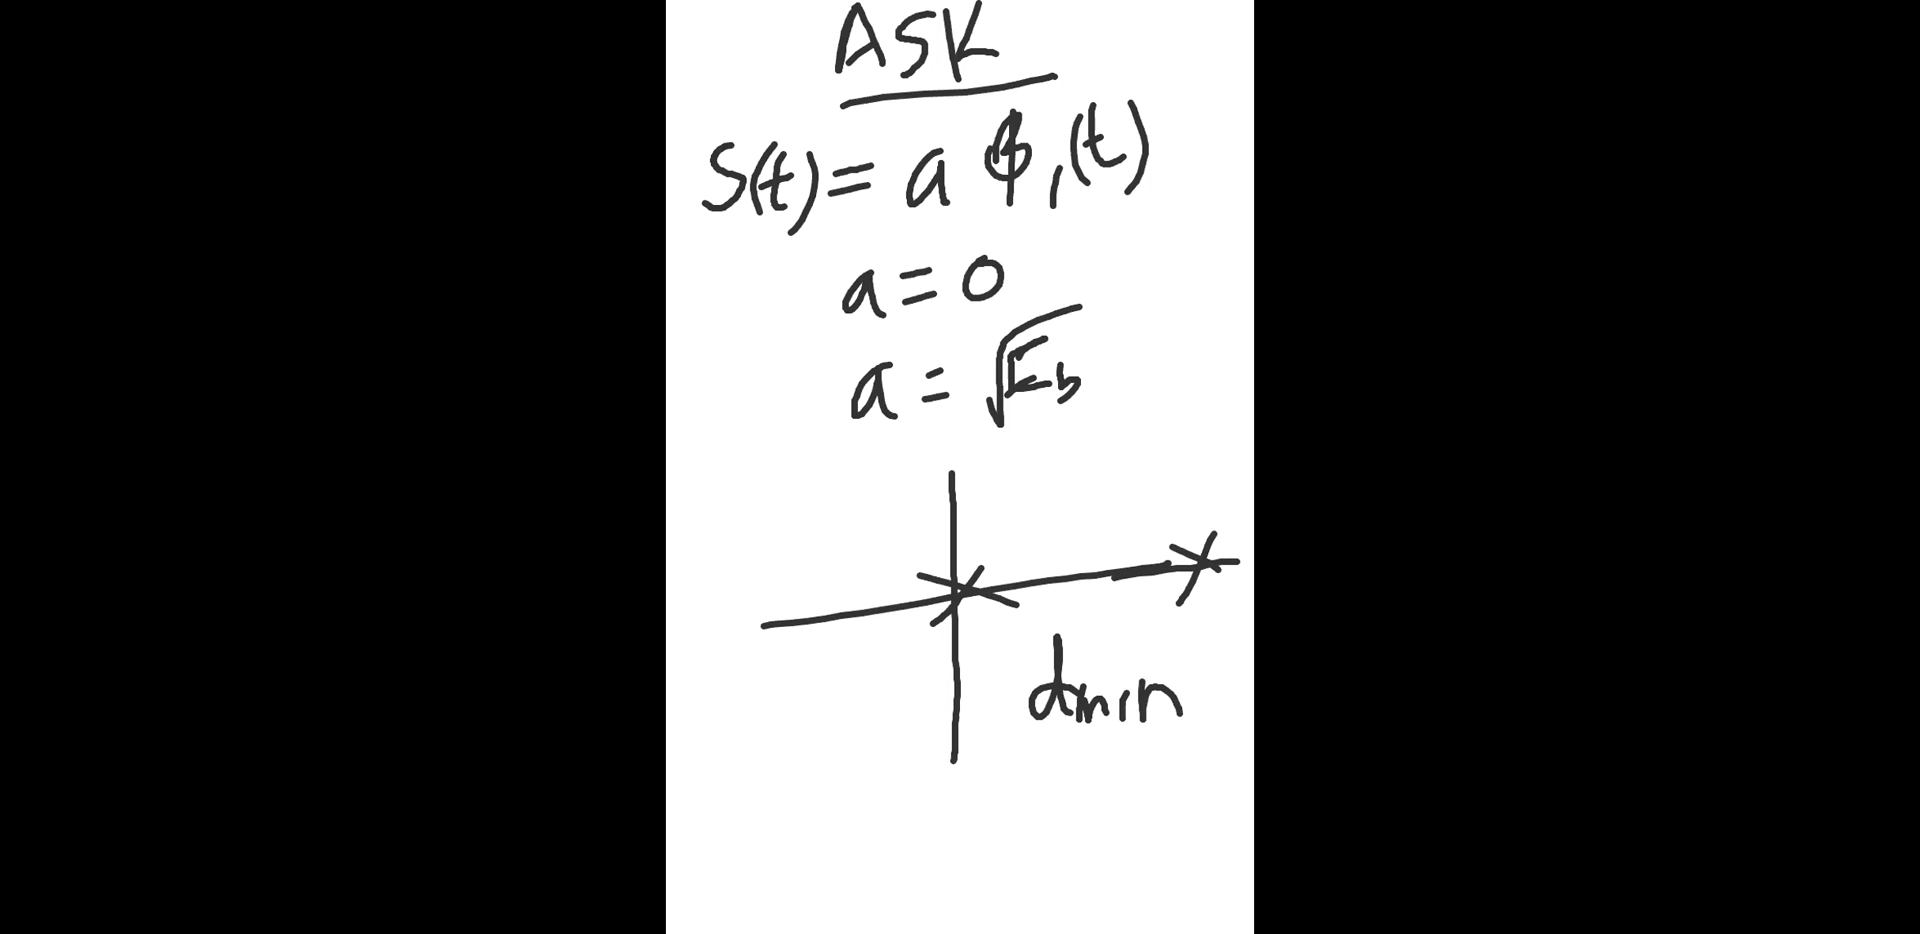 ASK
S(t) = a ϕ₁(t)
a = 0
a = √Eb
dmin